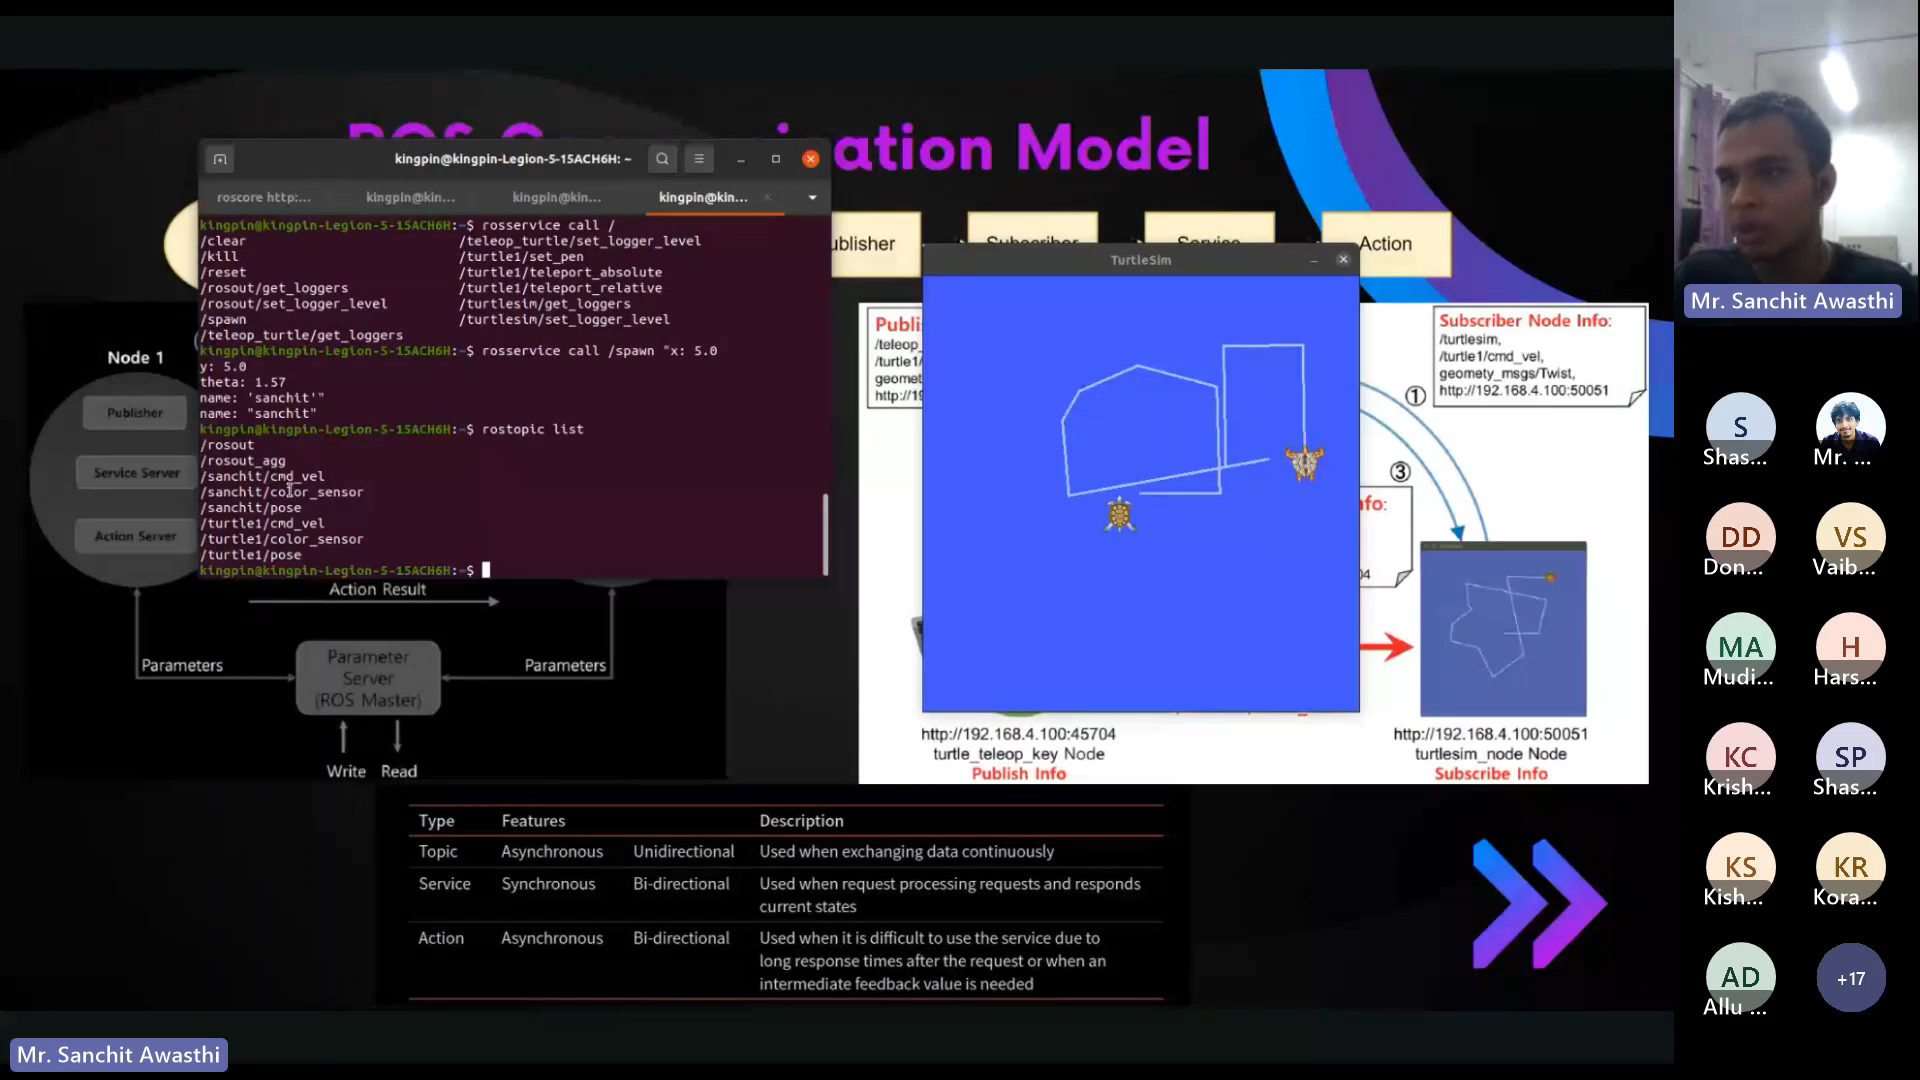 ation Model
kingpin@kingpin-Legion-5-15ACH6H: ~
roscore http:...
kingpin@kin...
kingpin@kin...
kingpin@kin...
kingpin@kingpin-Legion-5-15ACH6H:~$ rosservice call /
/clear /teleop_turtle/set_logger_level
/kill /turtle1/set_pen
/reset /turtle1/teleport_absolute
/rosout/get_loggers /turtle1/teleport_relative
/rosout/set_logger_level /turtlesim/get_loggers
/spawn /turtlesim/set_logger_level
/teleop_turtle/get_loggers
kingpin@kingpin-Legion-5-15ACH6H:~$ rosservice call /spawn "x: 5.0
y: 5.0
theta: 1.57
name: 'sanchit'"
name: "sanchit"
kingpin@kingpin-Legion-5-15ACH6H:~$ rostopic list
/rosout
/rosout_agg
/sanchit/cmd_vel
/sanchit/color_sensor
/sanchit/pose
/turtle1/cmd_vel
/turtle1/color_sensor
/turtle1/pose
kingpin@kingpin-Legion-5-15ACH6H:~$
ublisher
Subscriber
Service
Action
TurtleSim
Node 1
Publisher
Service Server
Action Server
Action Result
Parameters
Parameter
Server
(ROS Master)
Parameters
Write
Read
Publi
/teleop_
/turtle1/
geomet
http://19
Subscriber Node Info:
/turtlesim,
/turtle1/cmd_vel,
geomety_msgs/Twist,
http://192.168.4.100:50051
①
③
fo:
04
http://192.168.4.100:45704
turtle_teleop_key Node
Publish Info
http://192.168.4.100:50051
turtlesim_node Node
Subscribe Info
Type Features Description
Topic Asynchronous Unidirectional Used when exchanging data continuously
Service Synchronous Bi-directional Used when request processing requests and responds
current states
Action Asynchronous Bi-directional Used when it is difficult to use the service due to
long response times after the request or when an
intermediate feedback value is needed
Mr. Sanchit Awasthi
Mr. Sanchit Awasthi
S
Shas...
Mr. ...
DD
Don...
VS
Vaib...
MA
Mudi...
H
Hars...
KC
Krish...
SP
Shas...
KS
Kish...
KR
Kora...
AD
Allu ...
+17